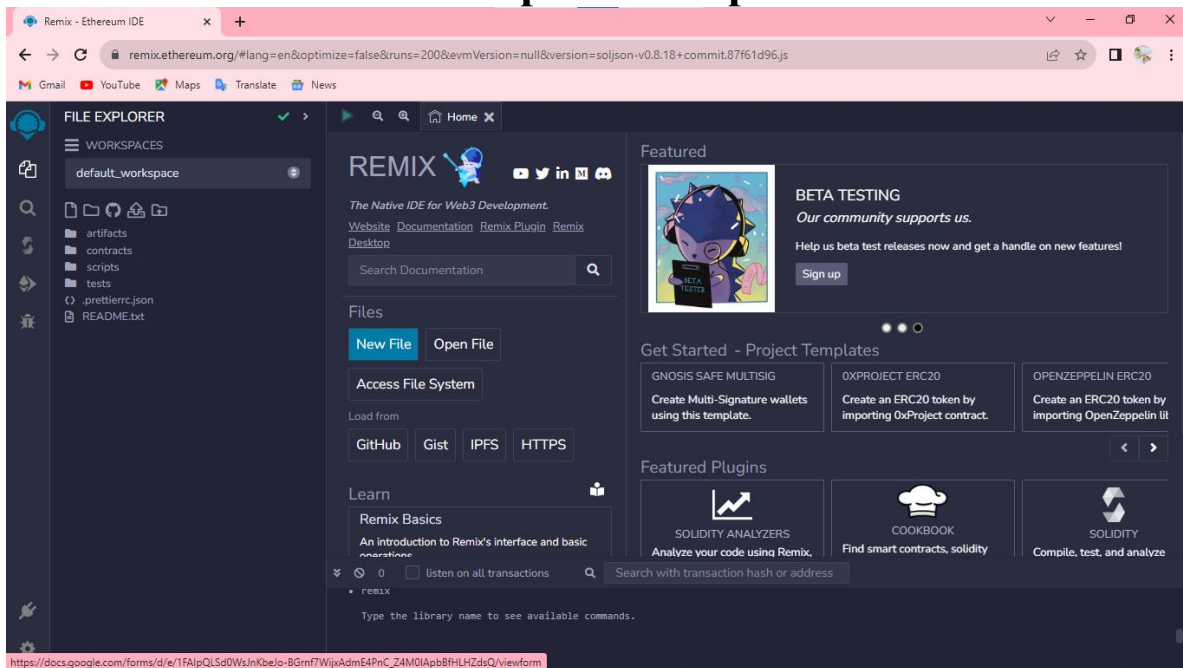 Remix - Ethereum IDE
remix.ethereum.org/#lang=en&optimize=false&runs=200&evmVersion=null&version=soljson-v0.8.18+commit.87f61d96.js
Gmail YouTube Maps Translate News
FILE EXPLORER
WORKSPACES
default_workspace
artifacts
contracts
scripts
tests
.prettierrc.json
README.txt
Home
REMIX
The Native IDE for Web3 Development.
Website Documentation Remix Plugin Remix
Desktop
Search Documentation
Files
New File Open File
Access File System
Load from
GitHub Gist IPFS HTTPS
Learn
Remix Basics
An introduction to Remix's interface and basic
operations
Featured
BETA TESTING
Our community supports us.
Help us beta test releases now and get a handle on new features!
Sign up
BETA
TESTER
Get Started - Project Templates
GNOSIS SAFE MULTISIG
Create Multi-Signature wallets
using this template.
0XPROJECT ERC20
Create an ERC20 token by
importing 0xProject contract.
OPENZEPPELIN ERC20
Create an ERC20 token by
importing OpenZeppelin lib
Featured Plugins
SOLIDITY ANALYZERS
Analyze your code using Remix,
COOKBOOK
Find smart contracts, solidity
SOLIDITY
Compile, test, and analyze
0 listen on all transactions Search with transaction hash or address
remix
Type the library name to see available commands.